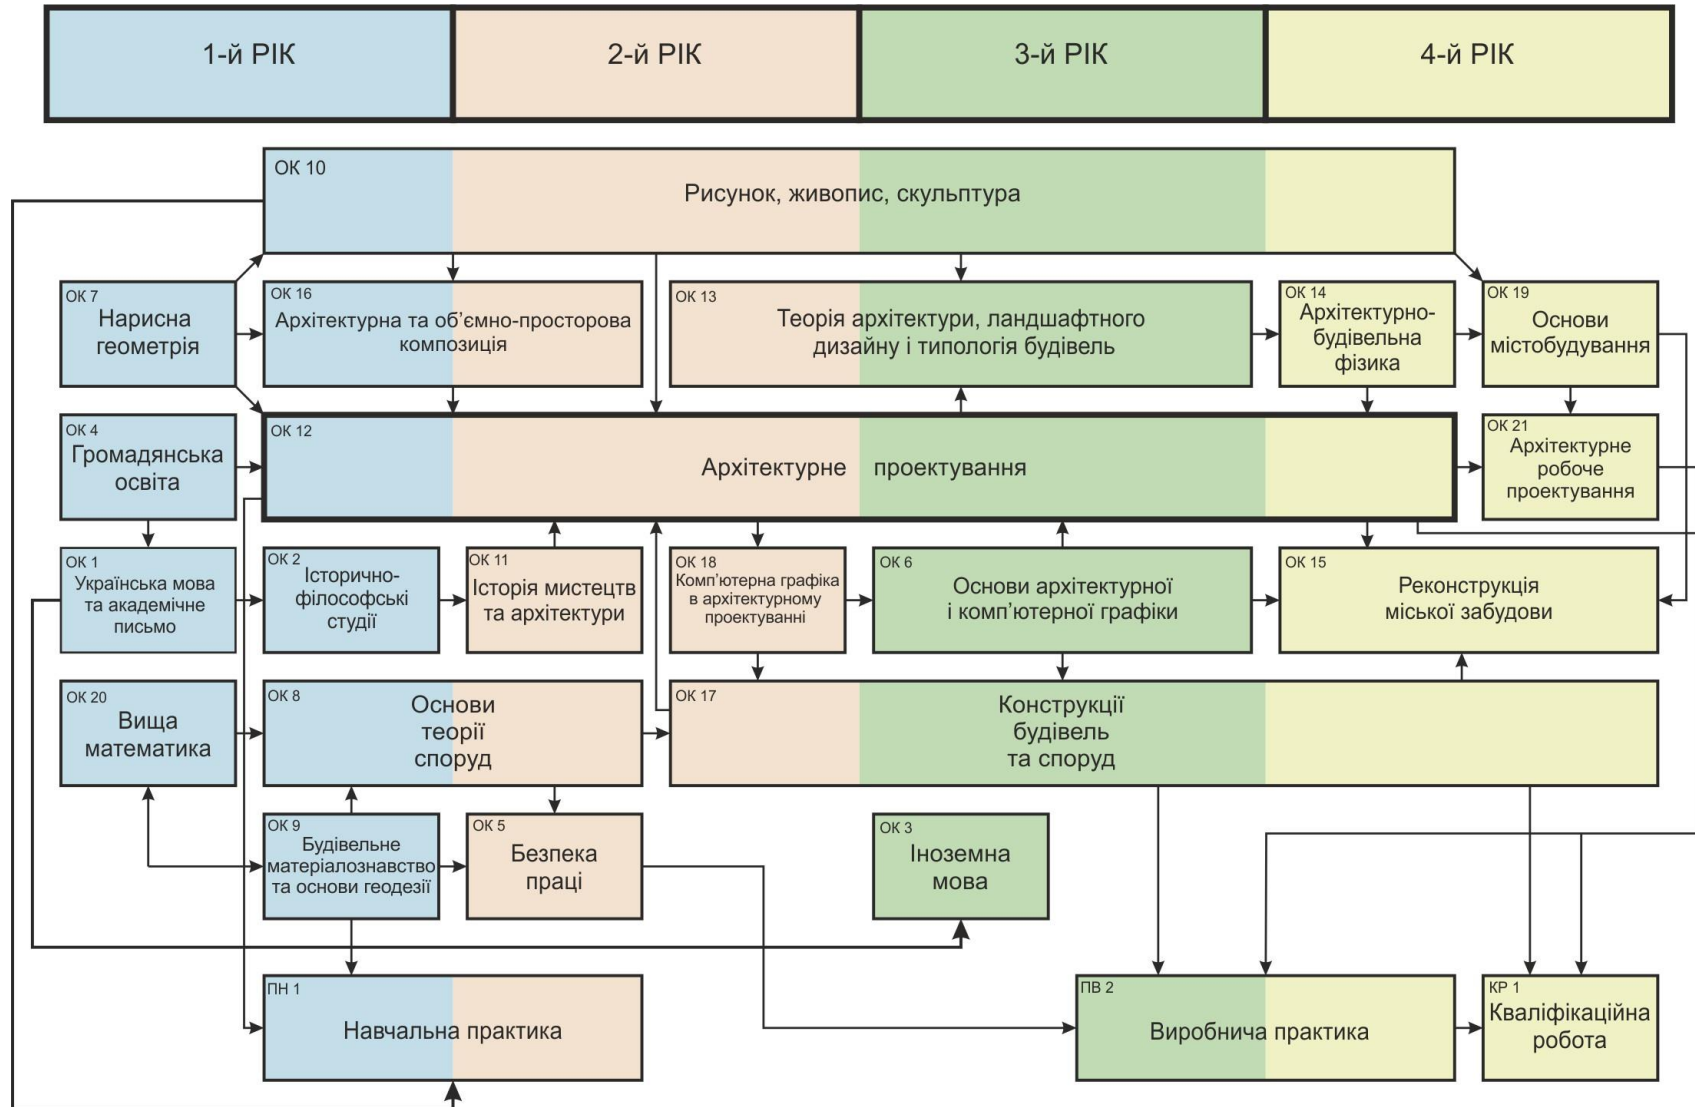 1-й РІК
2-й РІК
3-й РІК
4-й РІК
ОК 10
Рисунок, живопис, скульптура
ОК 7
Нарисна
геометрія
ОК 16
Архітектурна та об’ємно-просторова
композиція
ОК 13
Теорія архітектури, ландшафтного
дизайну і типологія будівель
ОК 14
Архітектурно-
будівельна
фізика
ОК 19
Основи
містобудування
ОК 4
Громадянська
освіта
ОК 12
Архітектурне проектування
ОК 21
Архітектурне
робоче
проектування
ОК 1
Українська мова
та академічне
письмо
ОК 2
Історично-
філософські
студії
ОК 11
Історія мистецтв
та архітектури
ОК 18
Комп’ютерна графіка
в архітектурному
проектуванні
ОК 6
Основи архітектурної
і комп’ютерної графіки
ОК 15
Реконструкція
міської забудови
ОК 20
Вища
математика
ОК 8
Основи
теорії
споруд
ОК 17
Конструкції
будівель
та споруд
ОК 9
Будівельне
матеріалознавство
та основи геодезії
ОК 5
Безпека
праці
ОК 3
Іноземна
мова
ПН 1
Навчальна практика
ПВ 2
Виробнича практика
КР 1
Кваліфікаційна
робота